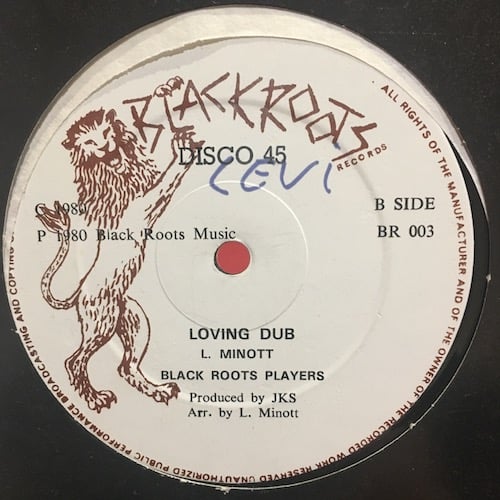 BLACKROOTS
RECORDS
DISCO 45
LEVI
© 1980
B SIDE
P 1980 Black Roots Music
BR 003
LOVING DUB
L. MINOTT
BLACK ROOTS PLAYERS
Produced by JKS
Arr. by L. Minott
ALL RIGHTS OF THE MANUFACTURER AND OF THE OWNER OF THE RECORDED WORK RESERVED UNAUTHORIZED PUBLIC PERFORMANCE BROADCASTING AND COPYING